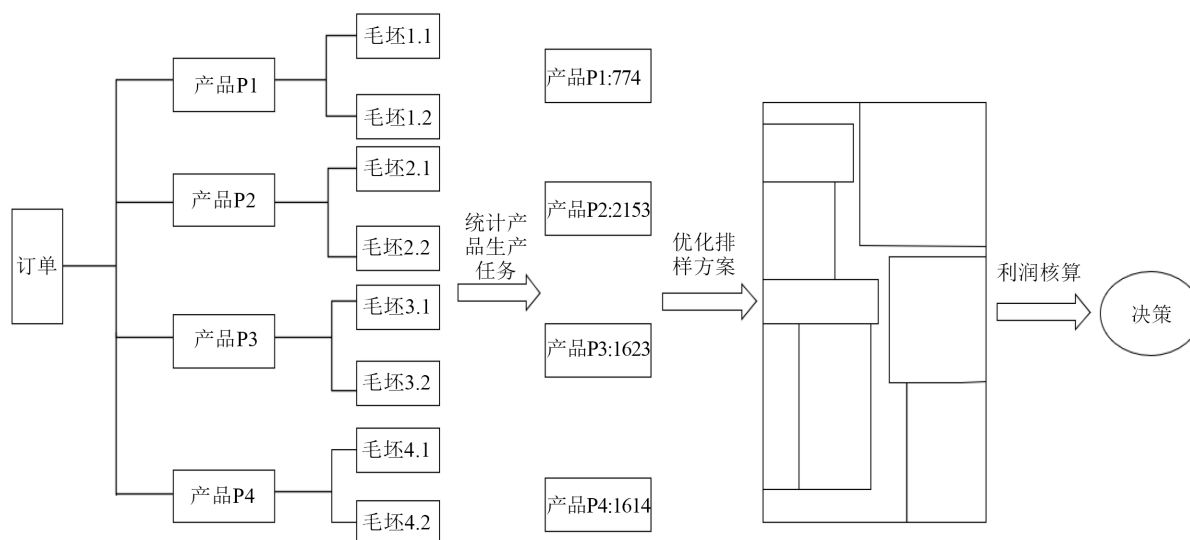 订单
产品P1
产品P2
产品P3
产品P4
毛坯1.1
毛坯1.2
毛坯2.1
毛坯2.2
毛坯3.1
毛坯3.2
毛坯4.1
毛坯4.2
统计产
品生产
任务
产品P1:774
产品P2:2153
产品P3:1623
产品P4:1614
优化排
样方案
利润核算
决策